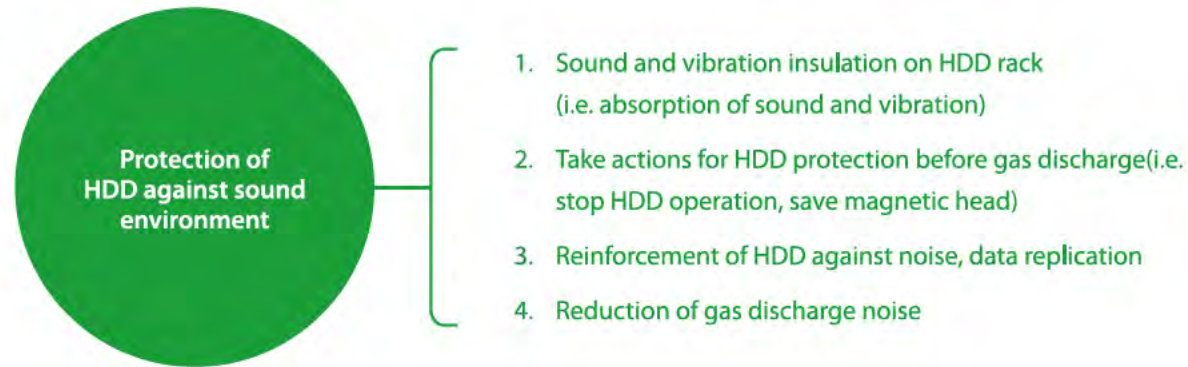 Protection of
HDD against sound
environment
1. Sound and vibration insulation on HDD rack
(i.e. absorption of sound and vibration)
2. Take actions for HDD protection before gas discharge(i.e.
stop HDD operation, save magnetic head)
3. Reinforcement of HDD against noise, data replication
4. Reduction of gas discharge noise